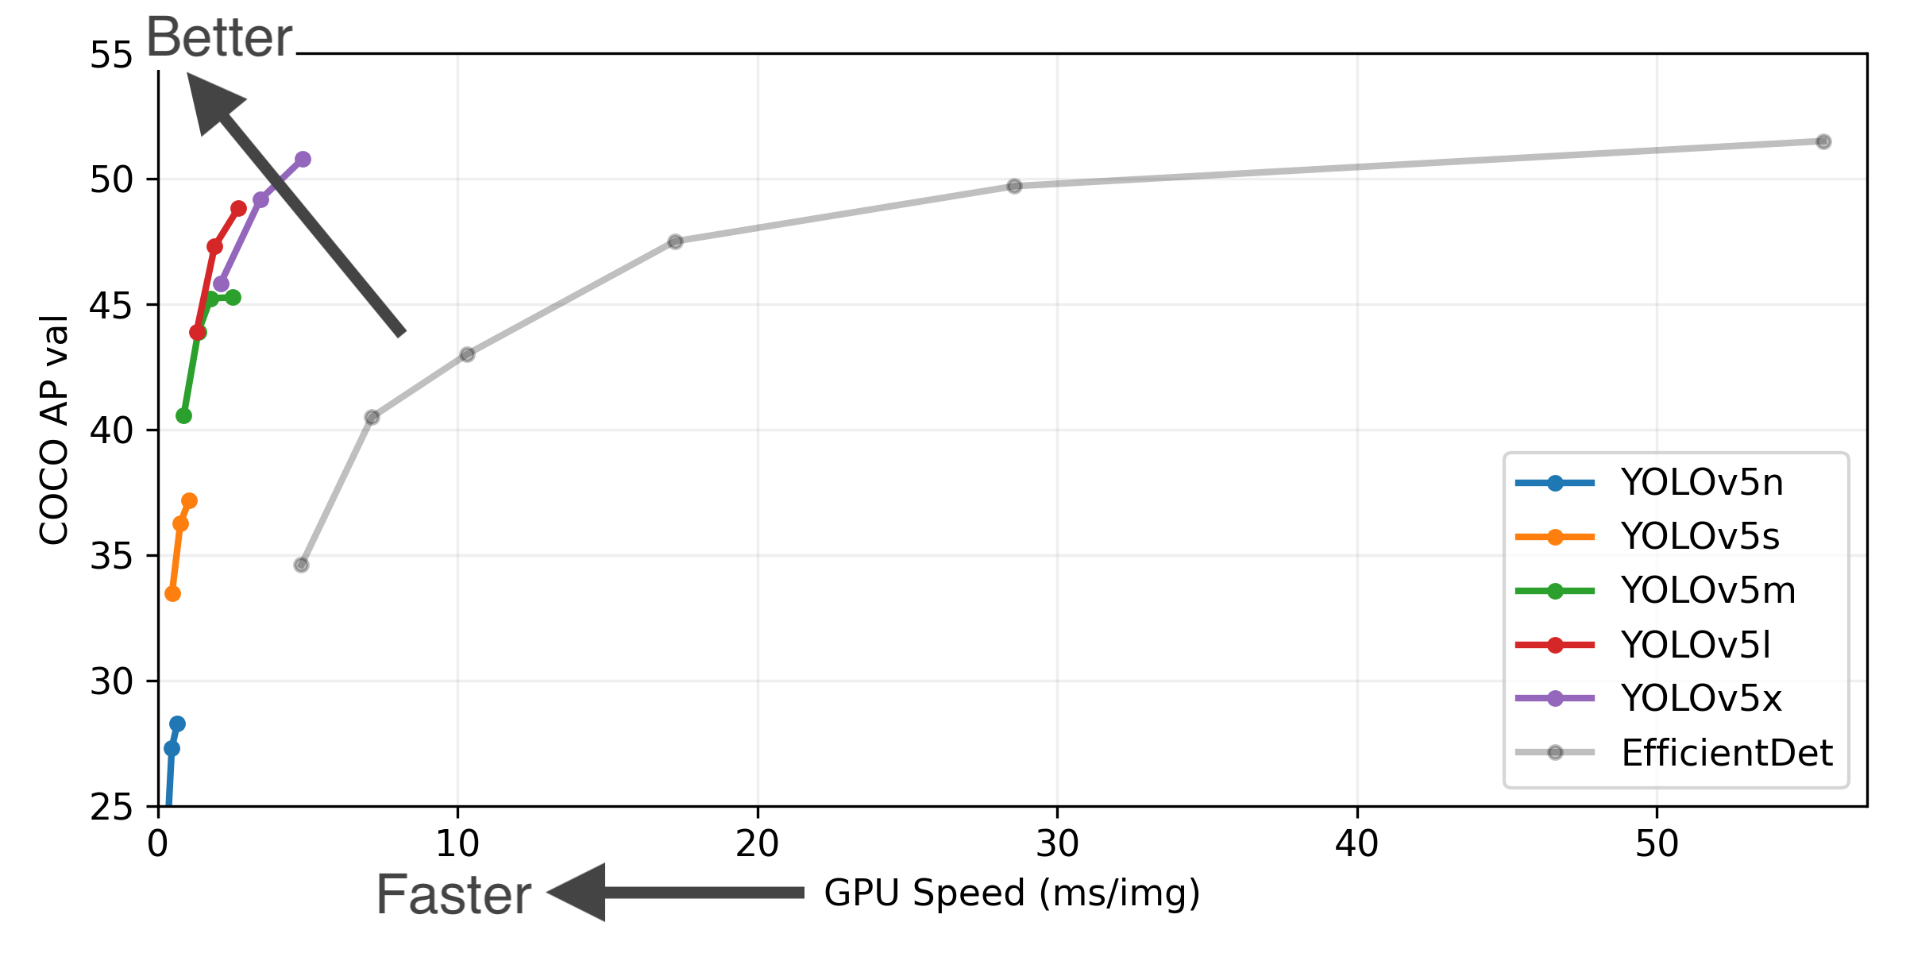 Better
55
50
45
40
35
30
25
COCO AP val
0 10 20 30 40 50
Faster
GPU Speed (ms/img)
YOLOv5n
YOLOv5s
YOLOv5m
YOLOv5l
YOLOv5x
EfficientDet